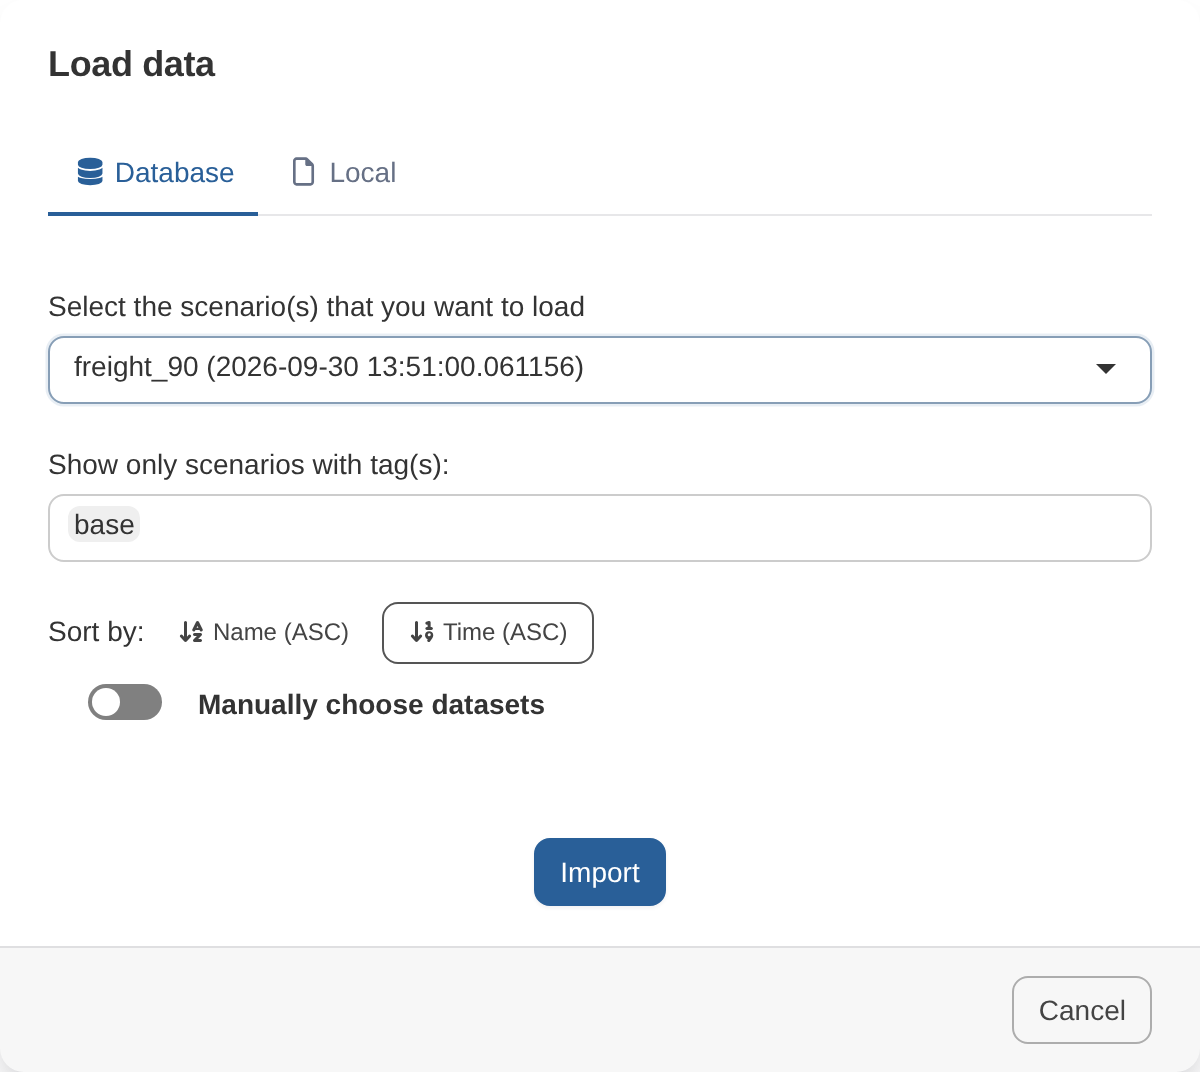 Load data
Database Local
Select the scenario(s) that you want to load
freight_90 (2026-09-30 13:51:00.061156)
Show only scenarios with tag(s):
base
Sort by: Name (ASC) Time (ASC)
Manually choose datasets
Import
Cancel